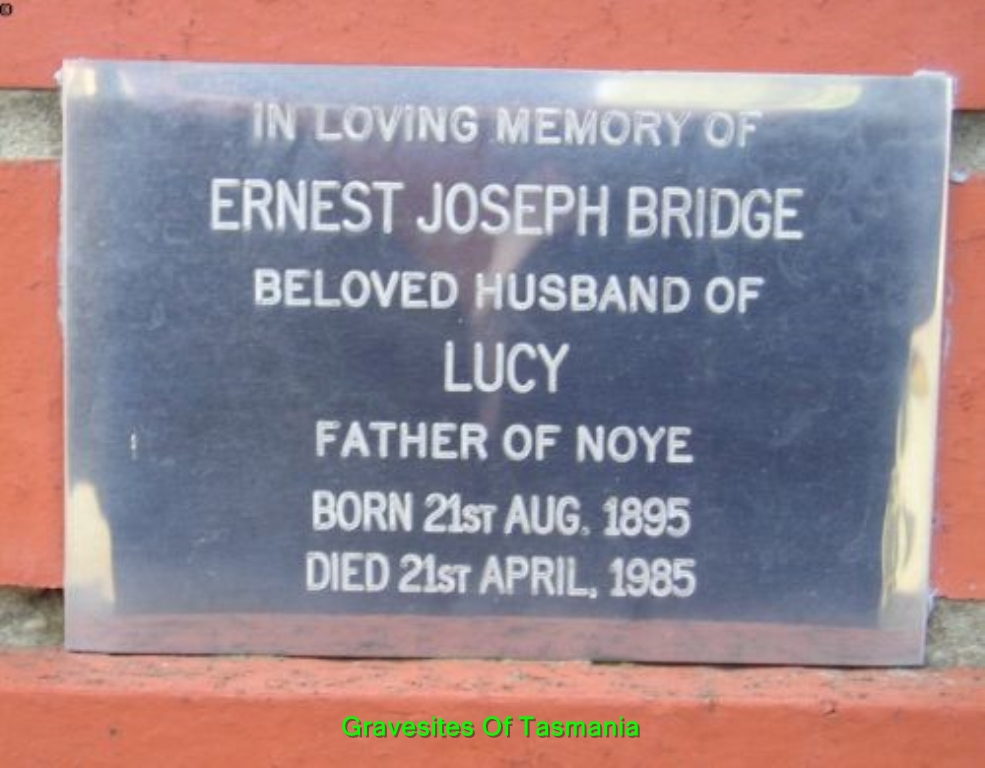 IN LOVING MEMORY OF
ERNEST JOSEPH BRIDGE
BELOVED HUSBAND OF
LUCY
FATHER OF NOYE
BORN 21ST AUG. 1895
DIED 21ST APRIL, 1985
Gravesites Of Tasmania